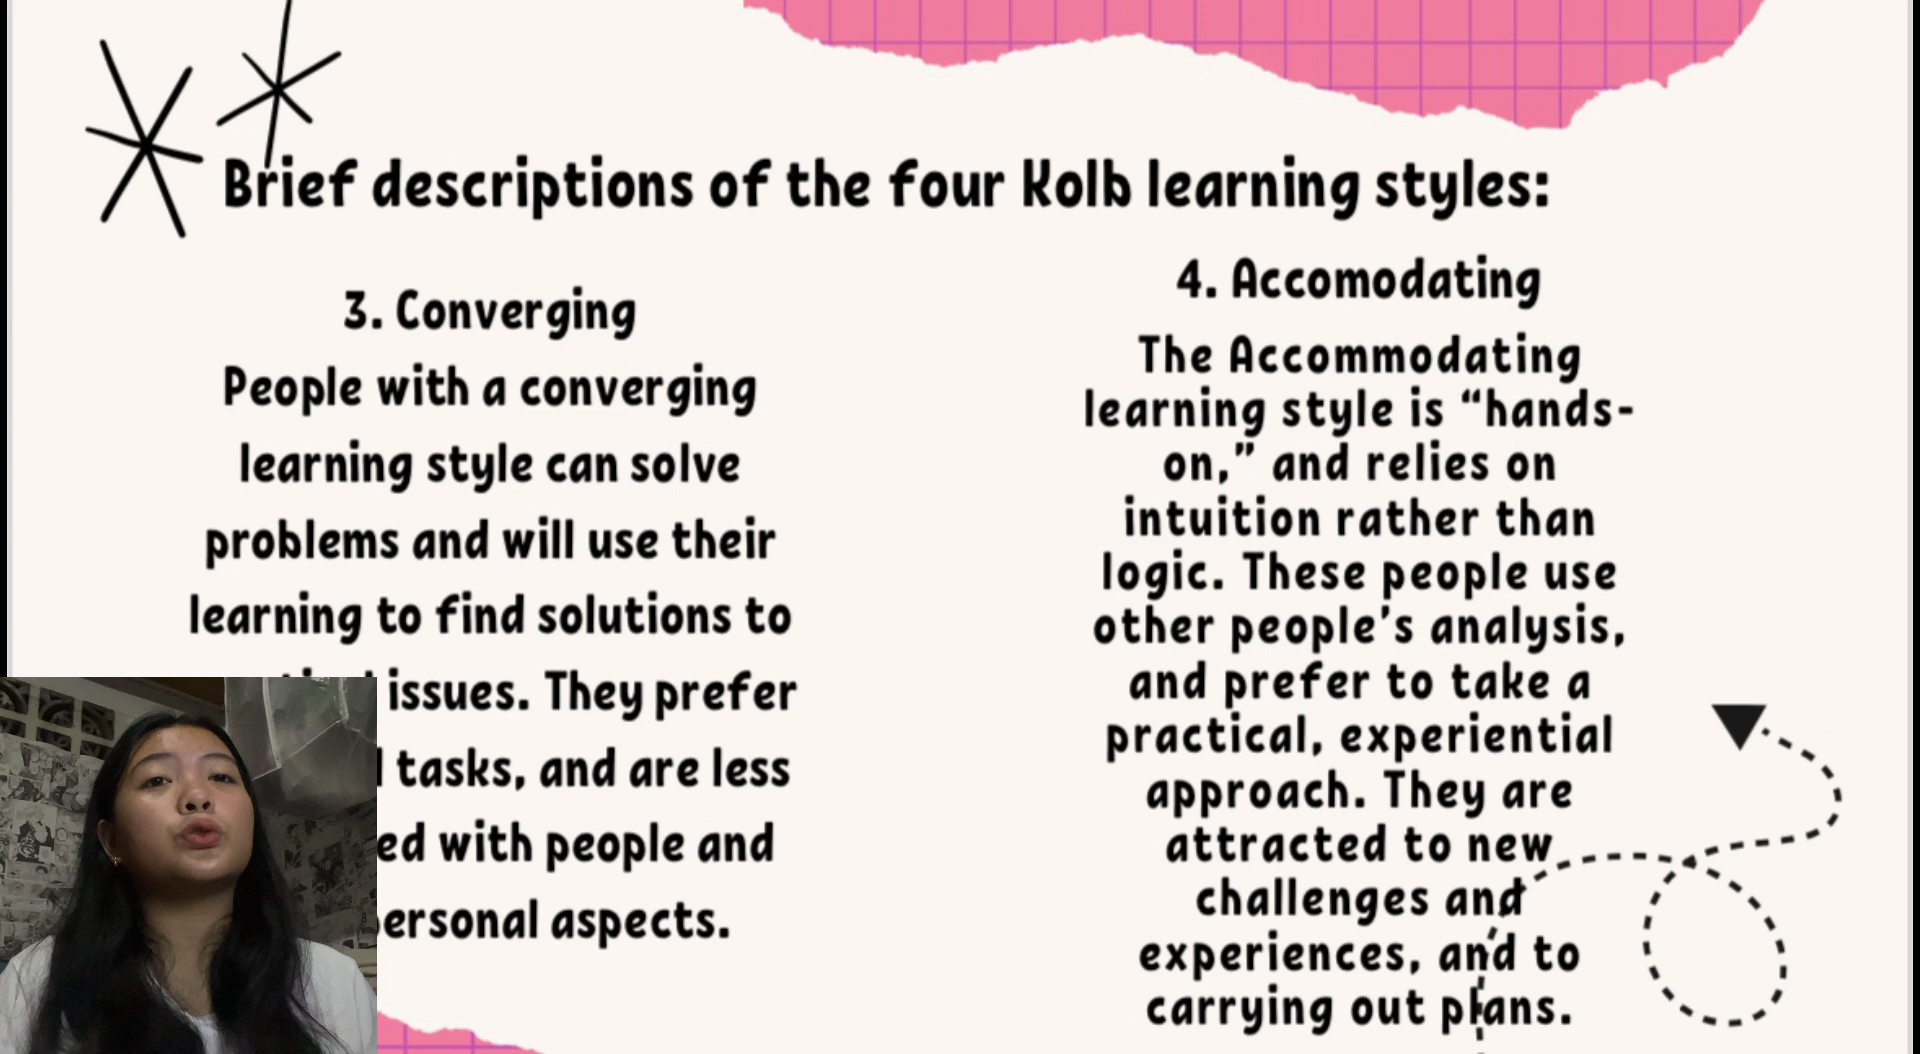 Brief descriptions of the four Kolb learning styles:
3. Converging
People with a converging
learning style can solve
problems and will use their
learning to find solutions to
issues. They prefer
tasks, and are less
with people and
aspects.
4. Accomodating
The Accommodating
learning style is “hands-
on,” and relies on
intuition rather than
logic. These people use
other people’s analysis,
and prefer to take a
practical, experiential
approach. They are
attracted to new
challenges and
experiences, and to
carrying out plans.